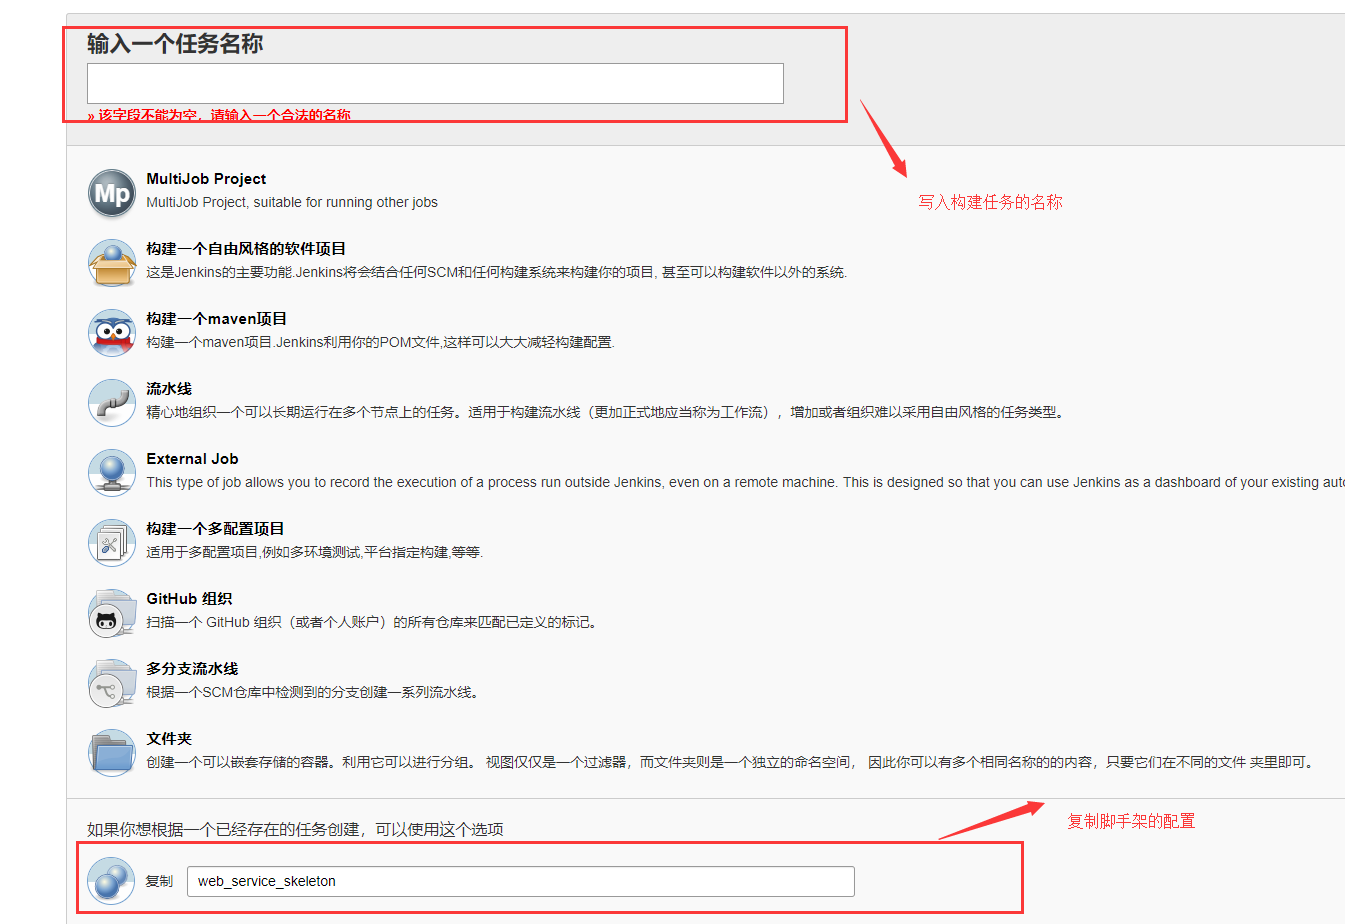 输入一个任务名称
» 该字段不能为空，请输入一个合法的名称
写入构建任务的名称
Mp
MultiJob Project
MultiJob Project, suitable for running other jobs
构建一个自由风格的软件项目
这是Jenkins的主要功能.Jenkins将会结合任何SCM和任何构建系统来构建你的项目, 甚至可以构建软件以外的系统.
构建一个maven项目
构建一个maven项目.Jenkins利用你的POM文件,这样可以大大减轻构建配置.
流水线
精心地组织一个可以长期运行在多个节点上的任务。适用于构建流水线（更加正式地应当称为工作流），增加或者组织难以采用自由风格的任务类型。
External Job
This type of job allows you to record the execution of a process run outside Jenkins, even on a remote machine. This is designed so that you can use Jenkins as a dashboard of your existing auto
构建一个多配置项目
适用于多配置项目,例如多环境测试,平台指定构建,等等.
GitHub 组织
扫描一个 GitHub 组织（或者个人账户）的所有仓库来匹配已定义的标记。
多分支流水线
根据一个SCM仓库中检测到的分支创建一系列流水线。
文件夹
创建一个可以嵌套存储的容器。利用它可以进行分组。 视图仅仅是一个过滤器，而文件夹则是一个独立的命名空间， 因此你可以有多个相同名称的的内容，只要它们在不同的文件 夹里即可。
如果你想根据一个已经存在的任务创建，可以使用这个选项
复制脚手架的配置
复制
web_service_skeleton